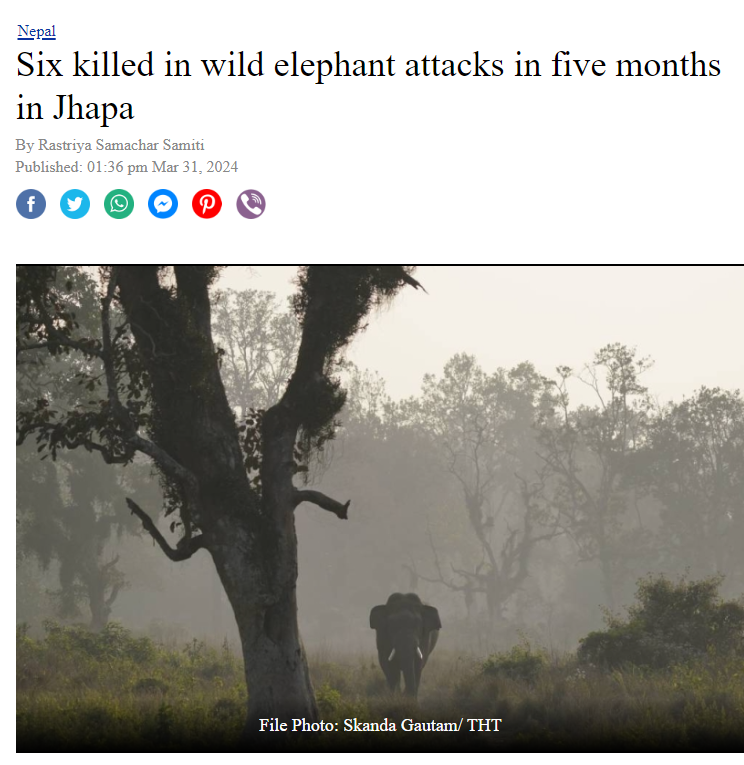 Nepal
Six killed in wild elephant attacks in five months
in Jhapa
By Rastriya Samachar Samiti
Published: 01:36 pm Mar 31, 2024
File Photo: Skanda Gautam/ THT